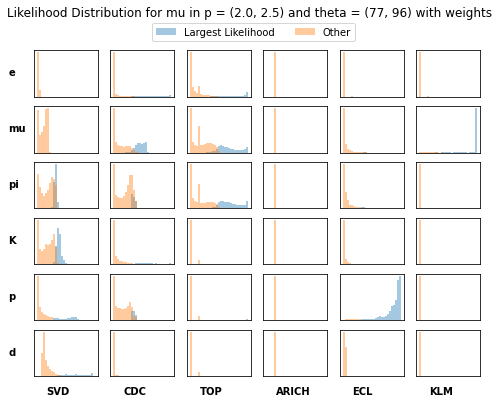 Likelihood Distribution for mu in p = (2.0, 2.5) and theta = (77, 96) with weights
Largest Likelihood Other
e
mu
pi
K
p
d
SVD CDC TOP ARICH ECL KLM